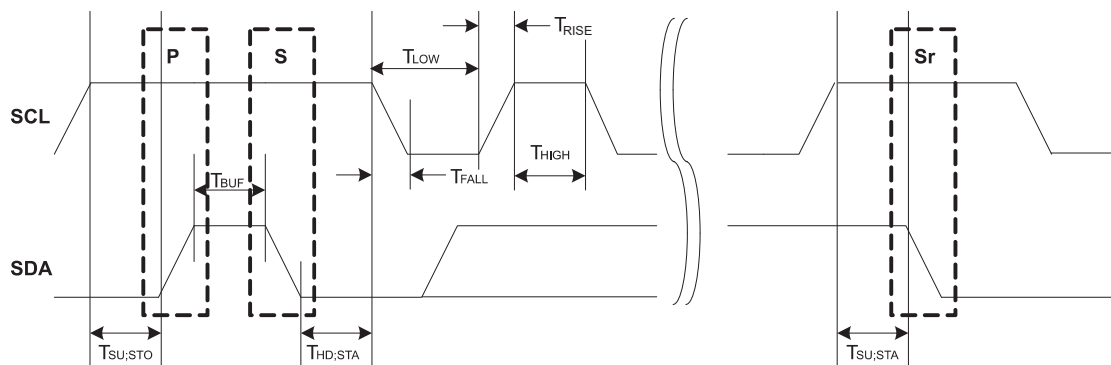 TRISE
P
S
TLOW
Sr
SCL
THIGH
TBUF
TFALL
SDA
TSU;STO
THD;STA
TSU;STA